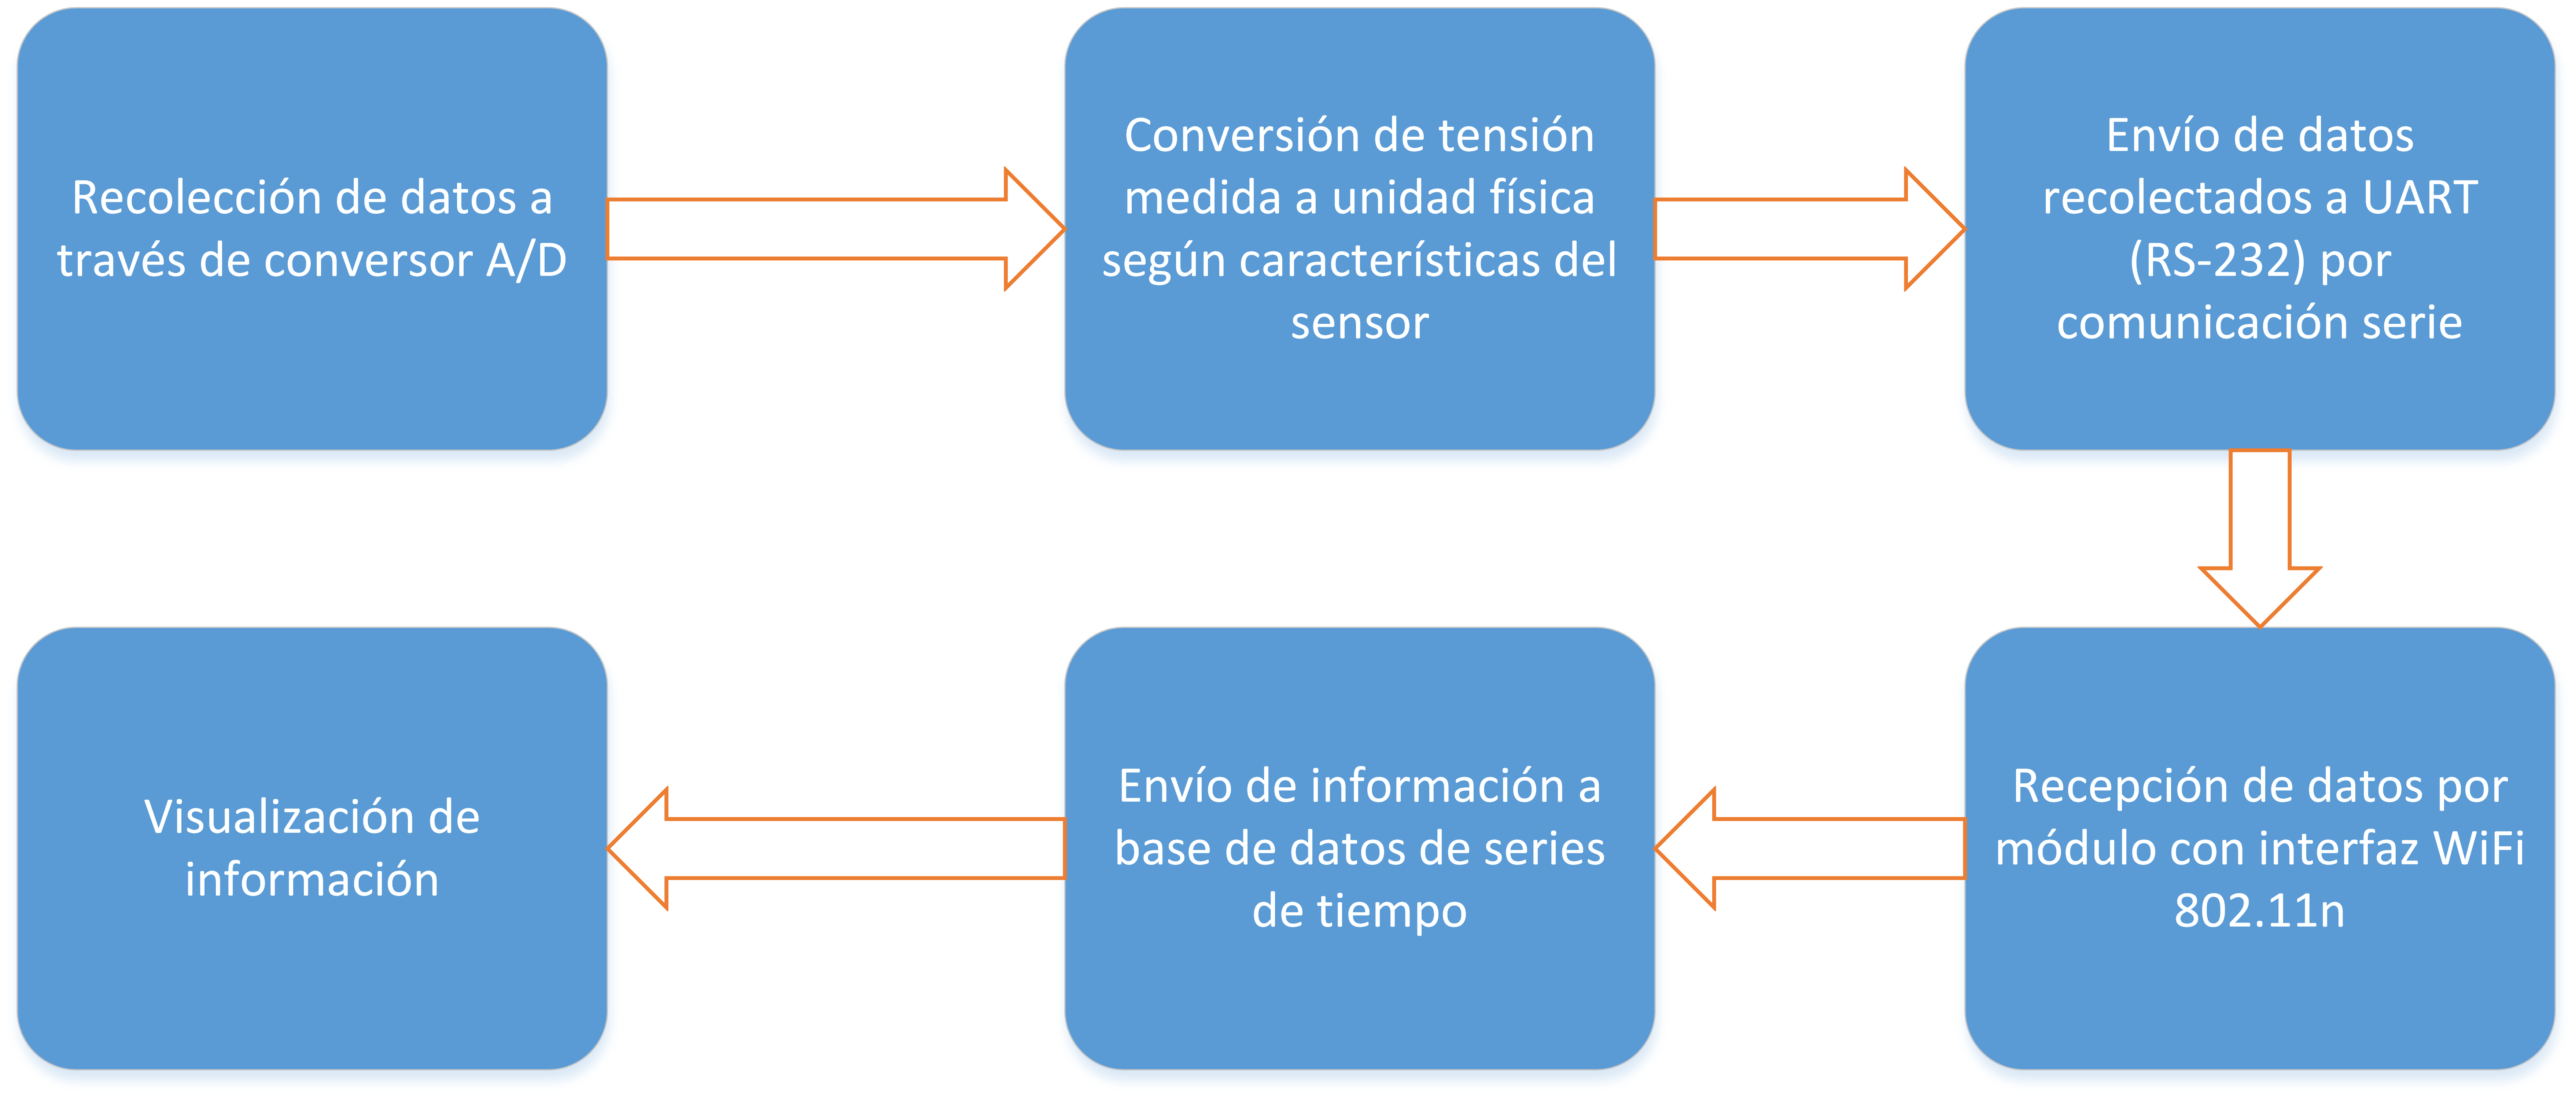 Recolección de datos a
través de conversor A/D
Conversión de tensión
medida a unidad física
según características del
sensor
Envío de datos
recolectados a UART
(RS-232) por
comunicación serie
Recepción de datos por
módulo con interfaz WiFi
802.11n
Envío de información a
base de datos de series
de tiempo
Visualización de
información